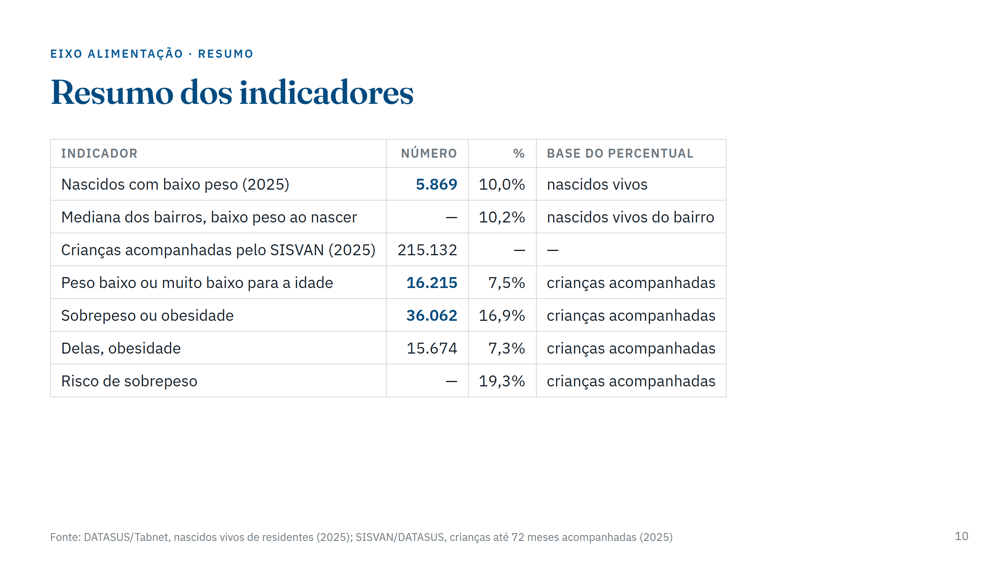 EIXO ALIMENTAÇÃO · RESUMO
Resumo dos indicadores
INDICADOR NÚMERO % BASE DO PERCENTUAL
Nascidos com baixo peso (2025) 5.869 10,0% nascidos vivos
Mediana dos bairros, baixo peso ao nascer — 10,2% nascidos vivos do bairro
Crianças acompanhadas pelo SISVAN (2025) 215.132 — —
Peso baixo ou muito baixo para a idade 16.215 7,5% crianças acompanhadas
Sobrepeso ou obesidade 36.062 16,9% crianças acompanhadas
Delas, obesidade 15.674 7,3% crianças acompanhadas
Risco de sobrepeso — 19,3% crianças acompanhadas
Fonte: DATASUS/Tabnet, nascidos vivos de residentes (2025); SISVAN/DATASUS, crianças até 72 meses acompanhadas (2025)
10